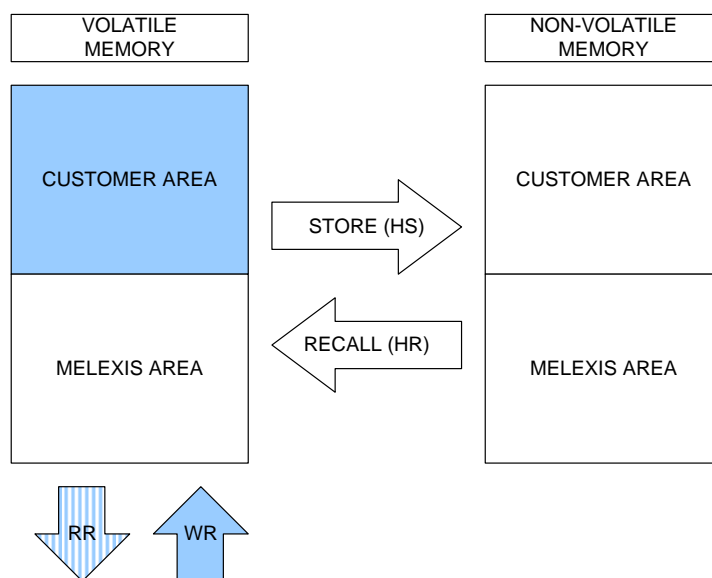 VOLATILE
MEMORY
NON-VOLATILE
MEMORY
CUSTOMER AREA
CUSTOMER AREA
STORE (HS)
RECALL (HR)
MELEXIS AREA
MELEXIS AREA
RR
WR